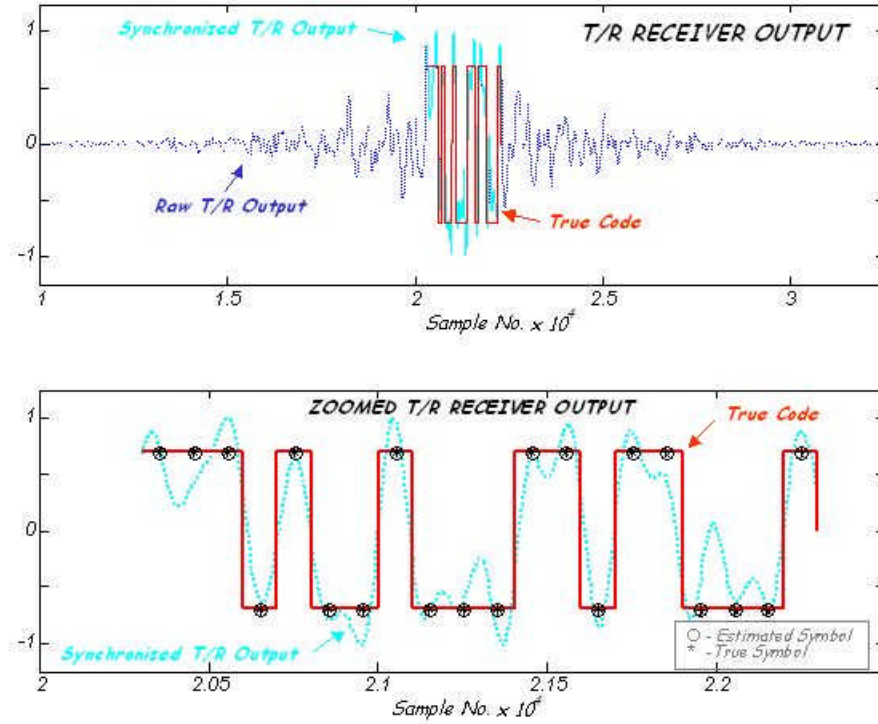 T/R RECEIVER OUTPUT
Synchronized T/R Output
1
0
-1
Raw T/R Output
True Code
1
1.5
2
2.5
3
Sample No. x 10⁴
ZOOMED T/R RECEIVER OUTPUT
True Code
1
0
-1
Synchronized T/R Output
O - Estimated Symbol
* - True Symbol
2
2.05
2.1
2.15
2.2
Sample No. x 10⁴